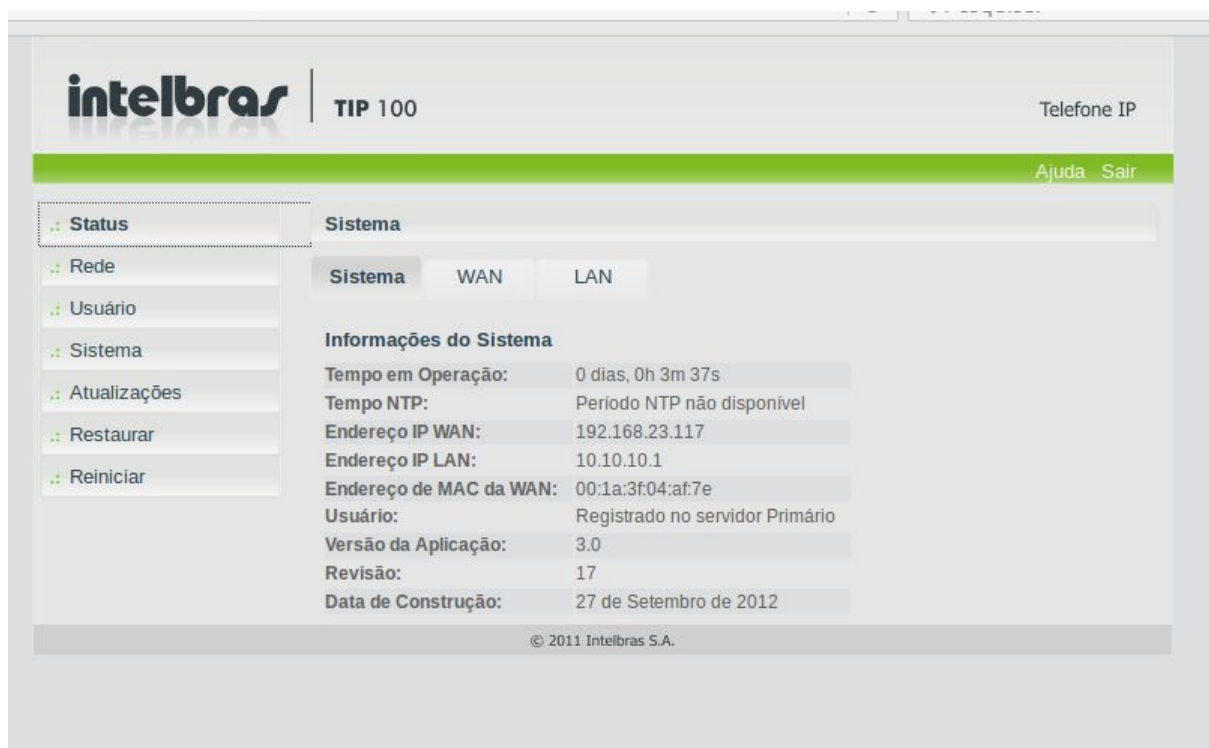 intelbras TIP 100
Telefone IP
Ajuda Sair
.: Status
.: Rede
.: Usuário
.: Sistema
.: Atualizações
.: Restaurar
.: Reiniciar
Sistema
Sistema WAN LAN
Informações do Sistema
Tempo em Operação: 0 dias, 0h 3m 37s
Tempo NTP: Período NTP não disponível
Endereço IP WAN: 192.168.23.117
Endereço IP LAN: 10.10.10.1
Endereço de MAC da WAN: 00:1a:3f:04:af:7e
Usuário: Registrado no servidor Primário
Versão da Aplicação: 3.0
Revisão: 17
Data de Construção: 27 de Setembro de 2012
© 2011 Intelbras S.A.